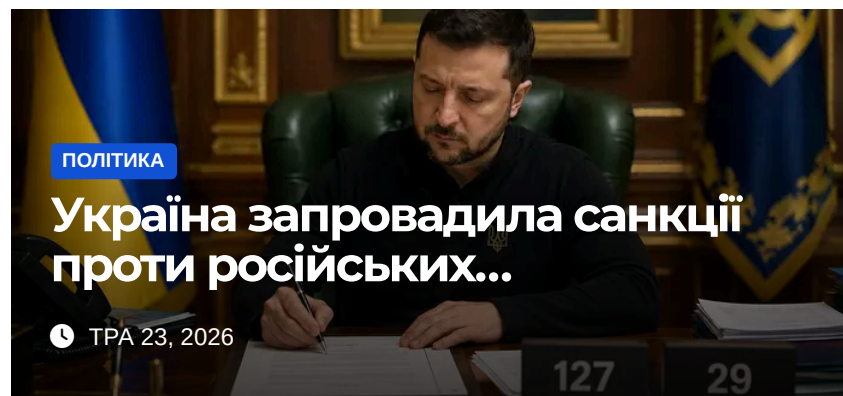 ПОЛІТИКА
Україна запровадила санкції
проти російських...
ТРА 23, 2026
127
29